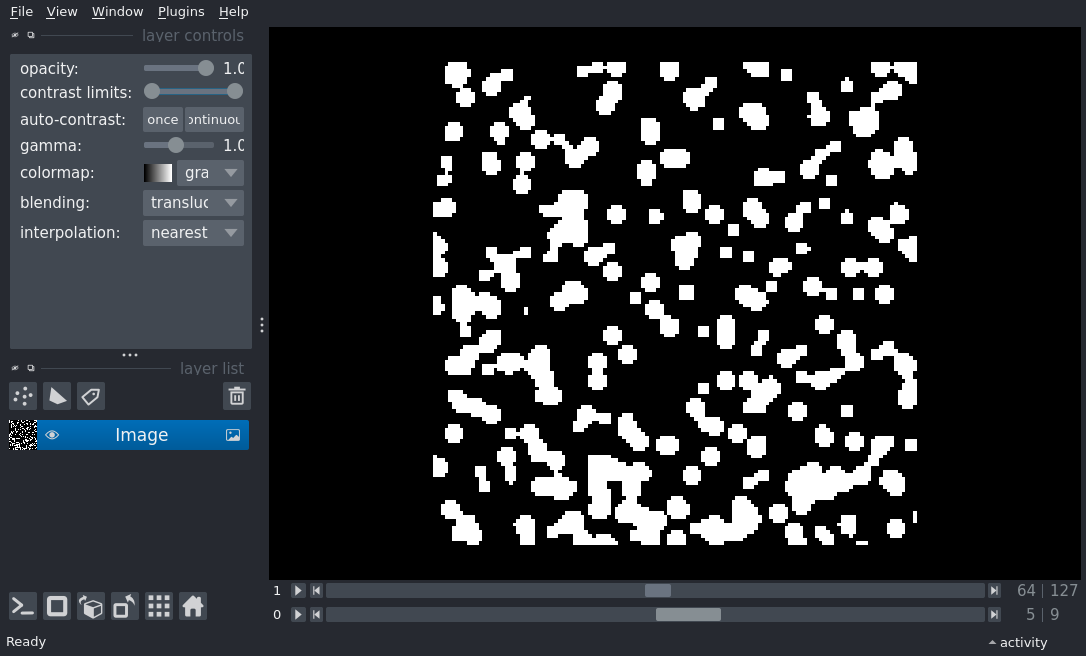 File View Window Plugins Help
layer controls
opacity: 1.0
contrast limits:
auto-contrast: once ontinuou
gamma: 1.0
colormap: gra
blending: transluc
interpolation: nearest
layer list
Image
1 64 127
0 5 9
Ready activity